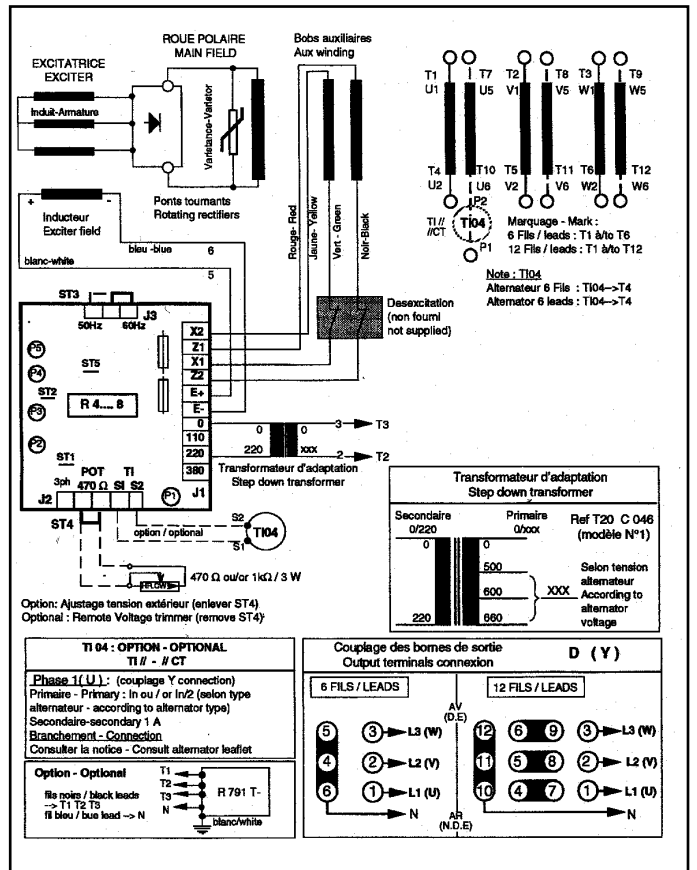 EXCITATRICE
EXCITER
Induit-Armature
ROUE POLAIRE
MAIN FIELD
Varistance-Varistor
Ponts tournants
Rotating rectifiers
Bobs auxiliaires
Aux winding
Rouge- Red
Jaune- Yellow
Vert - Green
Noir-Black
+ -
Inducteur
Exciter field
bleu -blue 6
blanc-white 5
T1 T7 T2 T8 T3 T9
U1 U5 V1 V5 W1 W5
T4 T10 T5 T11 T6 T12
U2 U6 V2 V6 W2 W6
P2
TI //
//CT
TI04
P1
Marquage - Mark :
6 Fils / leads : T1 à/to T6
12 Fils / leads : T1 à/to T12
Note : TI04
Alternateur 6 Fils : TI04-->T4
Alternator 6 leads : TI04-->T4
Desexcitation
(non fourni
not supplied)
ST3
J3
50Hz 60Hz
P5
P4
ST5
ST2
P3
R 4.... 8
P2
ST1
3ph
POT TI
470 Ω SI S2
P1
J2
J1
ST4
X2
Z1
X1
Z2
E+
E-
0
110
220
380
0 0 3 T3
220 xxx 2 T2
Transformateur d'adaptation
Step down transformer
S2
option / optional
S1
TI04
470 Ω ou/or 1kΩ / 3 W
Option: Ajustage tension extérieur (enlever ST4)
Optional : Remote Voltage trimmer (remove ST4)
Transformateur d'adaptation
Step down transformer
Secondaire Primaire
0/220 0/xxx
Ref T20 C 046
(modèle N°1)
0 0
500
600
220 660
XXX
Selon tension
alternateur
According to
alternator
voltage
TI 04 : OPTION - OPTIONAL
TI // - // CT
Phase 1( U ) : (couplage Y connection)
Primaire - Primary : In ou / or In/2 (selon type
alternateur - according to alternator type)
Secondaire-secondary 1 A
Branchement - Connection
Consulter la notice - Consult alternator leaflet
Option - Optional
fils noirs / black leads
--> T1 T2 T3
fil bleu / bue lead --> N
T1
T2
T3
N
R 791 T-
blanc/white
Couplage des bornes de sortie
Output terminals connexion
D ( Y )
6 FILS / LEADS
12 FILS / LEADS
AV
(D.E)
5 3 L3 (W)
4 2 L2 (V)
6 1 L1 (U)
N
12 6 9 3 L3 (W)
11 5 8 2 L2 (V)
10 4 7 1 L1 (U)
N
AR
(N.D.E)